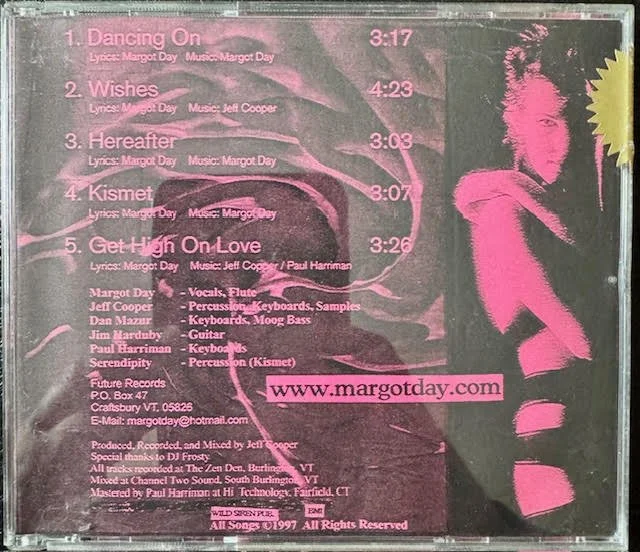 1. Dancing On 3:17
Lyrics: Margot Day Music: Margot Day
2. Wishes 4:23
Lyrics: Margot Day Music: Jeff Cooper
3. Hereafter 3:03
Lyrics: Margot Day Music: Margot Day
4. Kismet 3:07
Lyrics: Margot Day Music: Margot Day
5. Get High On Love 3:26
Lyrics: Margot Day Music: Jeff Copper / Paul Harriman
Margot Day - Vocals, Flute
Jeff Cooper - Percussion, Keyboards, Samples
Dan Mazur - Keyboards, Moog Bass
Jim Harduby - Guitar
Paul Harriman - Keyboards
Serendipity - Percussion (Kismet)
Future Records
P.O. Box 47
Craftsbury VT, 05826
E-Mail: margotday@hotmail.com
www.margotday.com
Produced, Recorded, and Mixed by Jeff Cooper
Special thanks to DJ Frosty
All tracks recorded at The Zen Den, Burlington, VT
Mixed at Channel Two Sound, South Burlington, VT
Mastered by Paul Harriman at Hi Technology, Fairfield, CT
WILD SIREN PUB. BMI
All Songs ©1997 All Rights Reserved